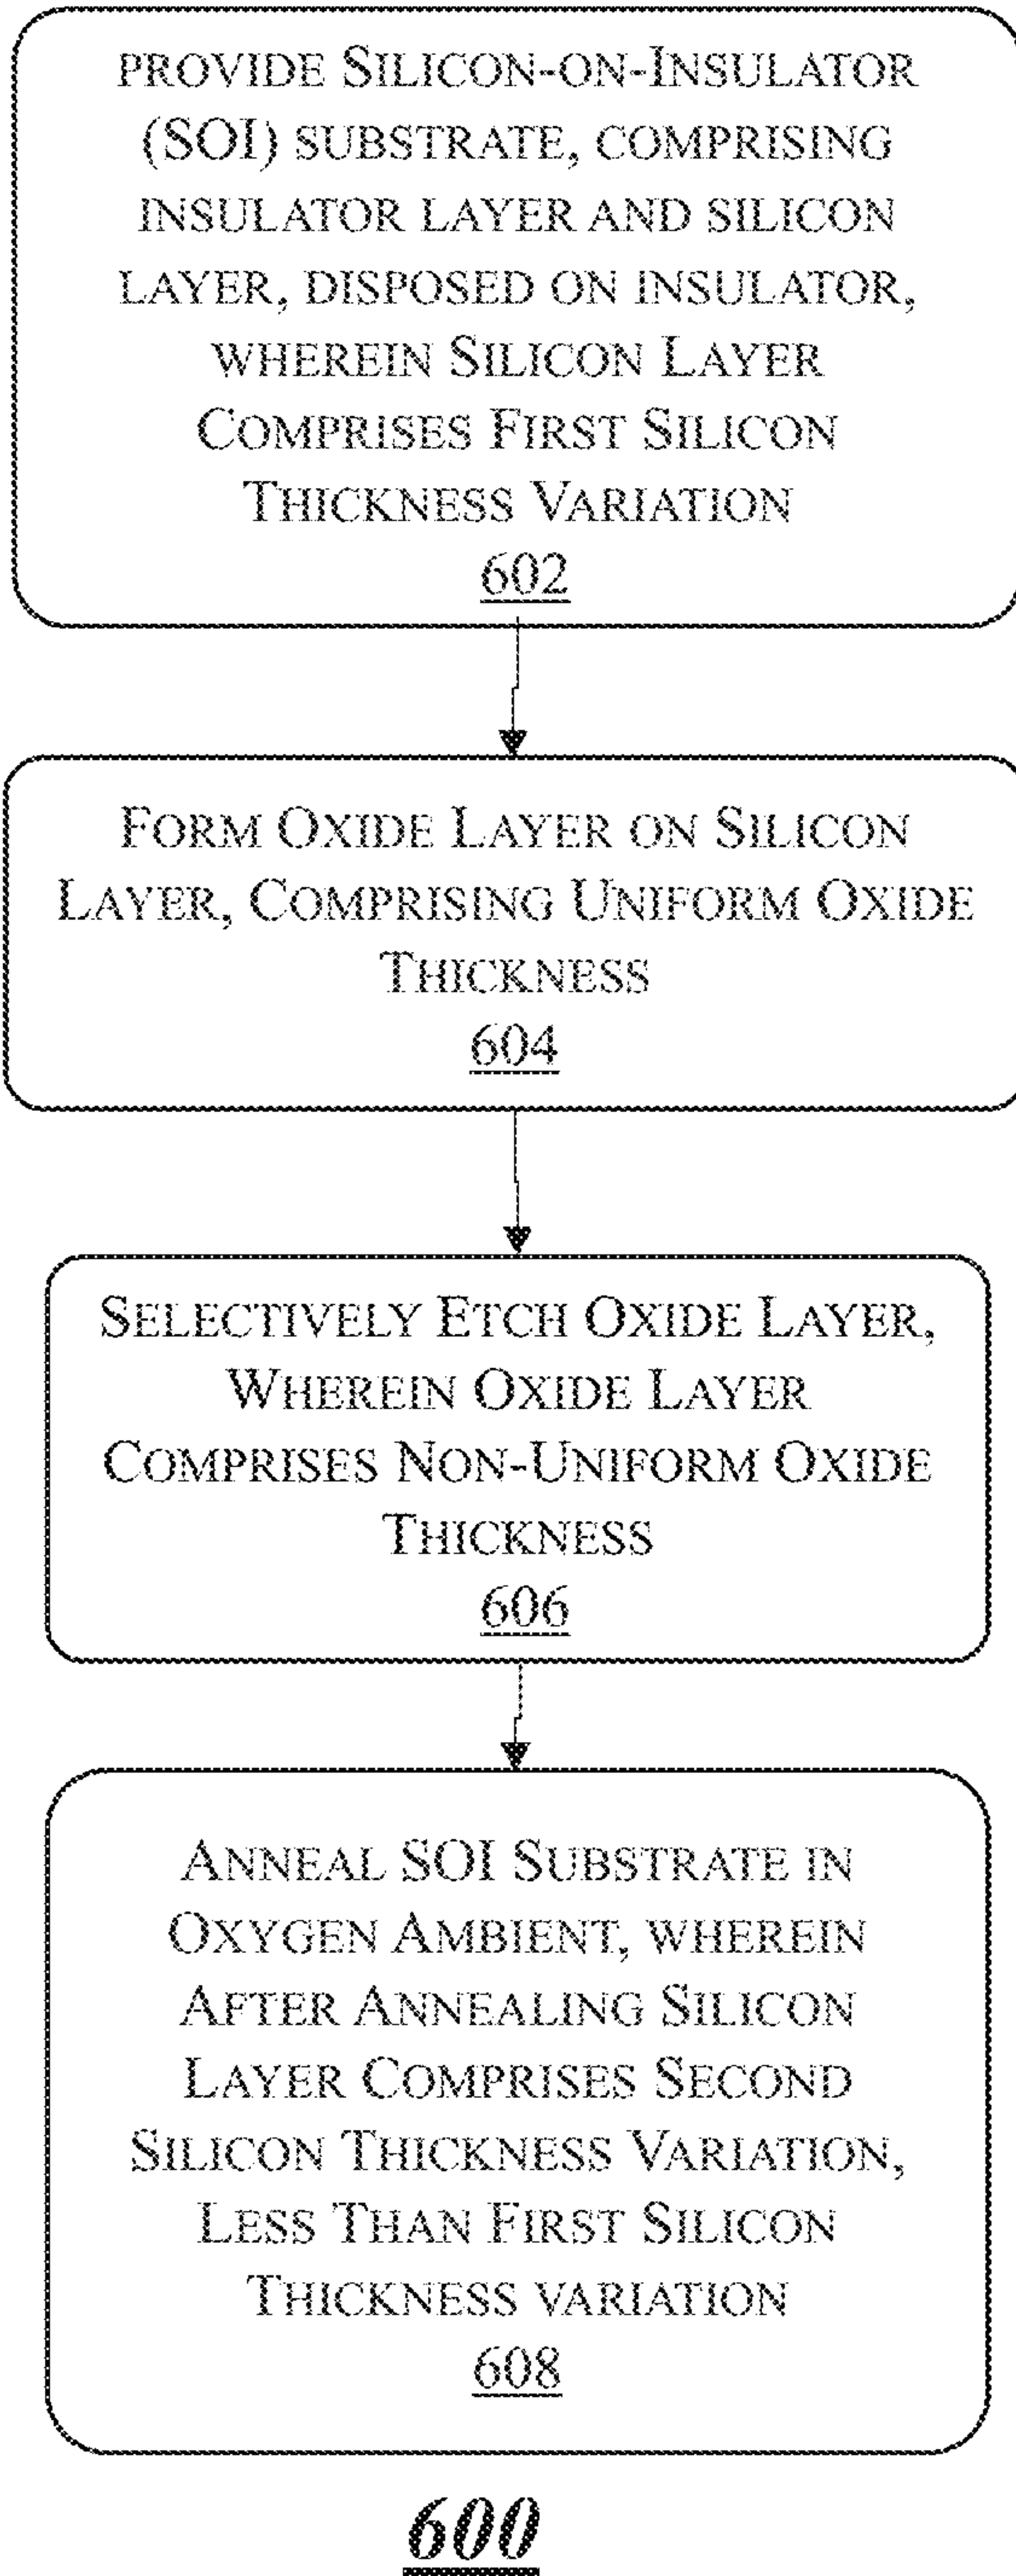 PROVIDE SILICON-ON-INSULATOR
(SOI) SUBSTRATE, COMPRISING
INSULATOR LAYER AND SILICON
LAYER, DISPOSED ON INSULATOR,
WHEREIN SILICON LAYER
COMPRISES FIRST SILICON
THICKNESS VARIATION
602
FORM OXIDE LAYER ON SILICON
LAYER, COMPRISING UNIFORM OXIDE
THICKNESS
604
SELECTIVELY ETCH OXIDE LAYER,
WHEREIN OXIDE LAYER
COMPRISES NON-UNIFORM OXIDE
THICKNESS
606
ANNEAL SOI SUBSTRATE IN
OXYGEN AMBIENT, WHEREIN
AFTER ANNEALING SILICON
LAYER COMPRISES SECOND
SILICON THICKNESS VARIATION,
LESS THAN FIRST SILICON
THICKNESS VARIATION
608
600